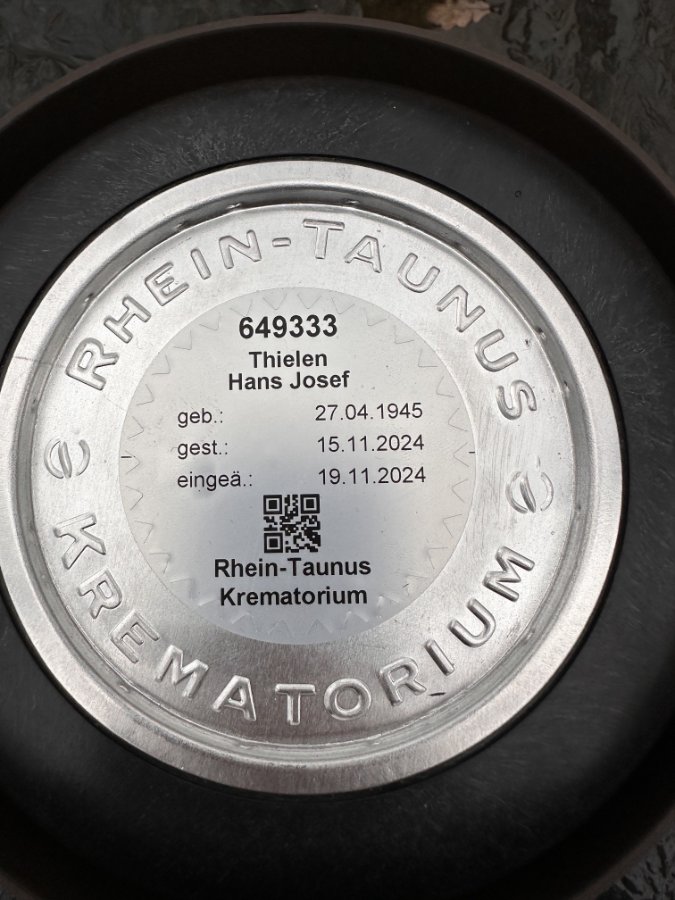 RHEIN-TAUNUS
649333
Thielen
Hans Josef
geb.: 27.04.1945
gest.: 15.11.2024
eingeä.: 19.11.2024
Rhein-Taunus
Krematorium
KREMATORIUM